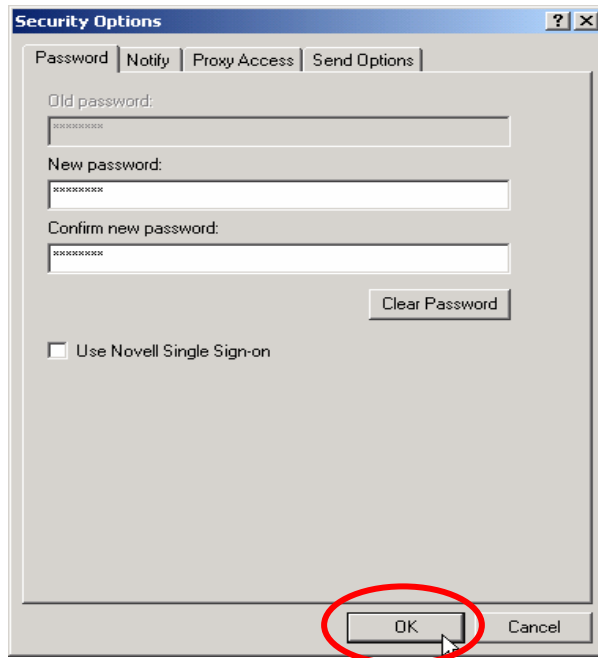 Security Options
? X
Password Notify Proxy Access Send Options
Old password:
********
New password:
********
Confirm new password:
********
Clear Password
Use Novell Single Sign-on
OK Cancel